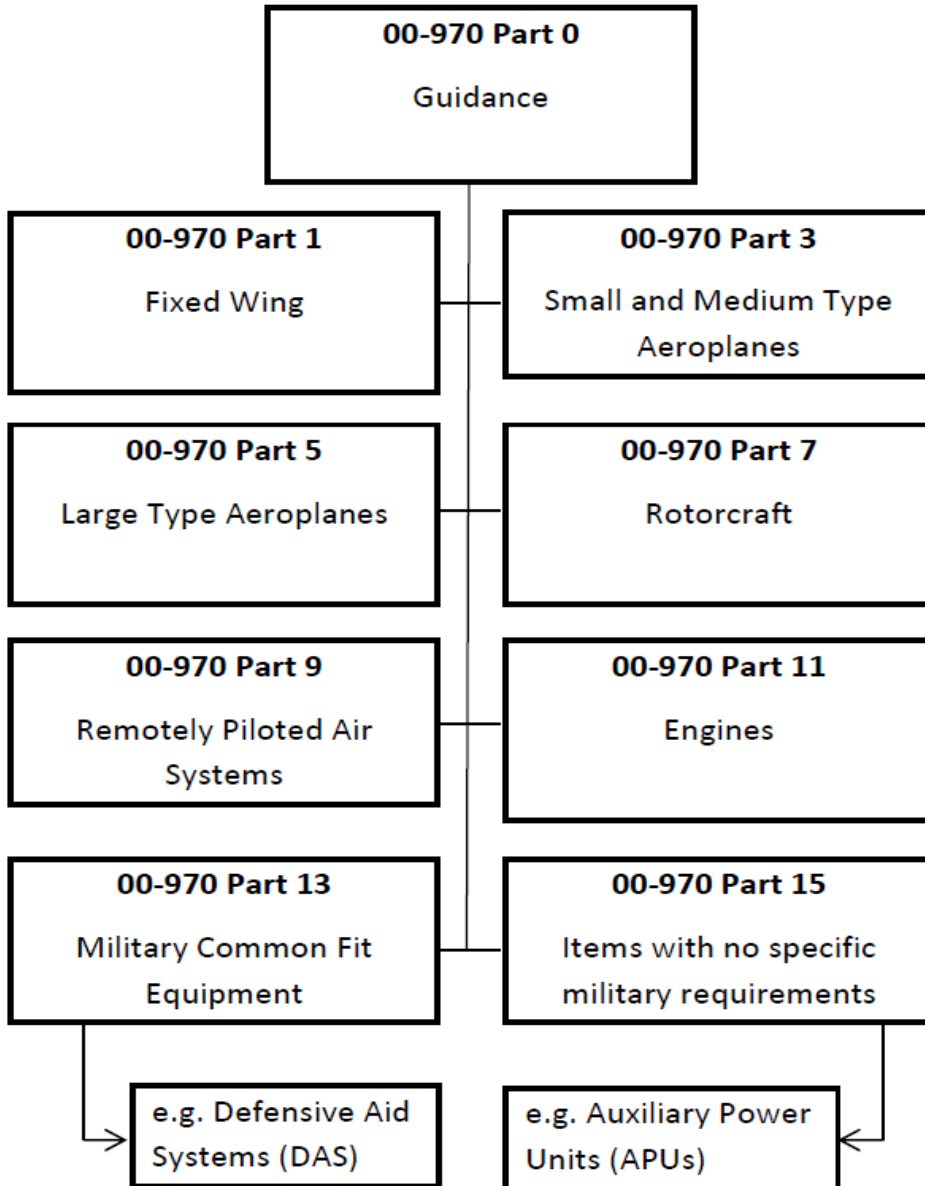 00-970 Part 0
Guidance
00-970 Part 1
Fixed Wing
00-970 Part 3
Small and Medium Type
Aeroplanes
00-970 Part 5
Large Type Aeroplanes
00-970 Part 7
Rotorcraft
00-970 Part 9
Remotely Piloted Air
Systems
00-970 Part 11
Engines
00-970 Part 13
Military Common Fit
Equipment
00-970 Part 15
Items with no specific
military requirements
e.g. Defensive Aid
Systems (DAS)
e.g. Auxiliary Power
Units (APUs)